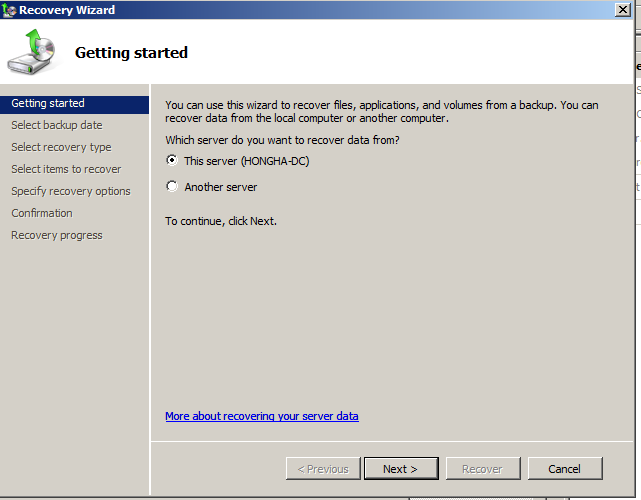 Recovery Wizard
Getting started
Getting started
Select backup date
Select recovery type
Select items to recover
Specify recovery options
Confirmation
Recovery progress
You can use this wizard to recover files, applications, and volumes from a backup. You can
recover data from the local computer or another computer.
Which server do you want to recover data from?
This server (HONGHA-DC)
Another server
To continue, click Next.
More about recovering your server data
< Previous
Next >
Recover
Cancel